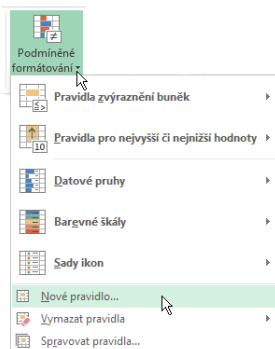 Podmíněné
formátování
Pravidla zvýraznění buněk
Pravidla pro nejvyšší či nejnižší hodnoty
10
Datové pruhy
Barevné škály
Sady ikon
Nové pravidlo...
Vymazat pravidla
Spravovat pravidla...